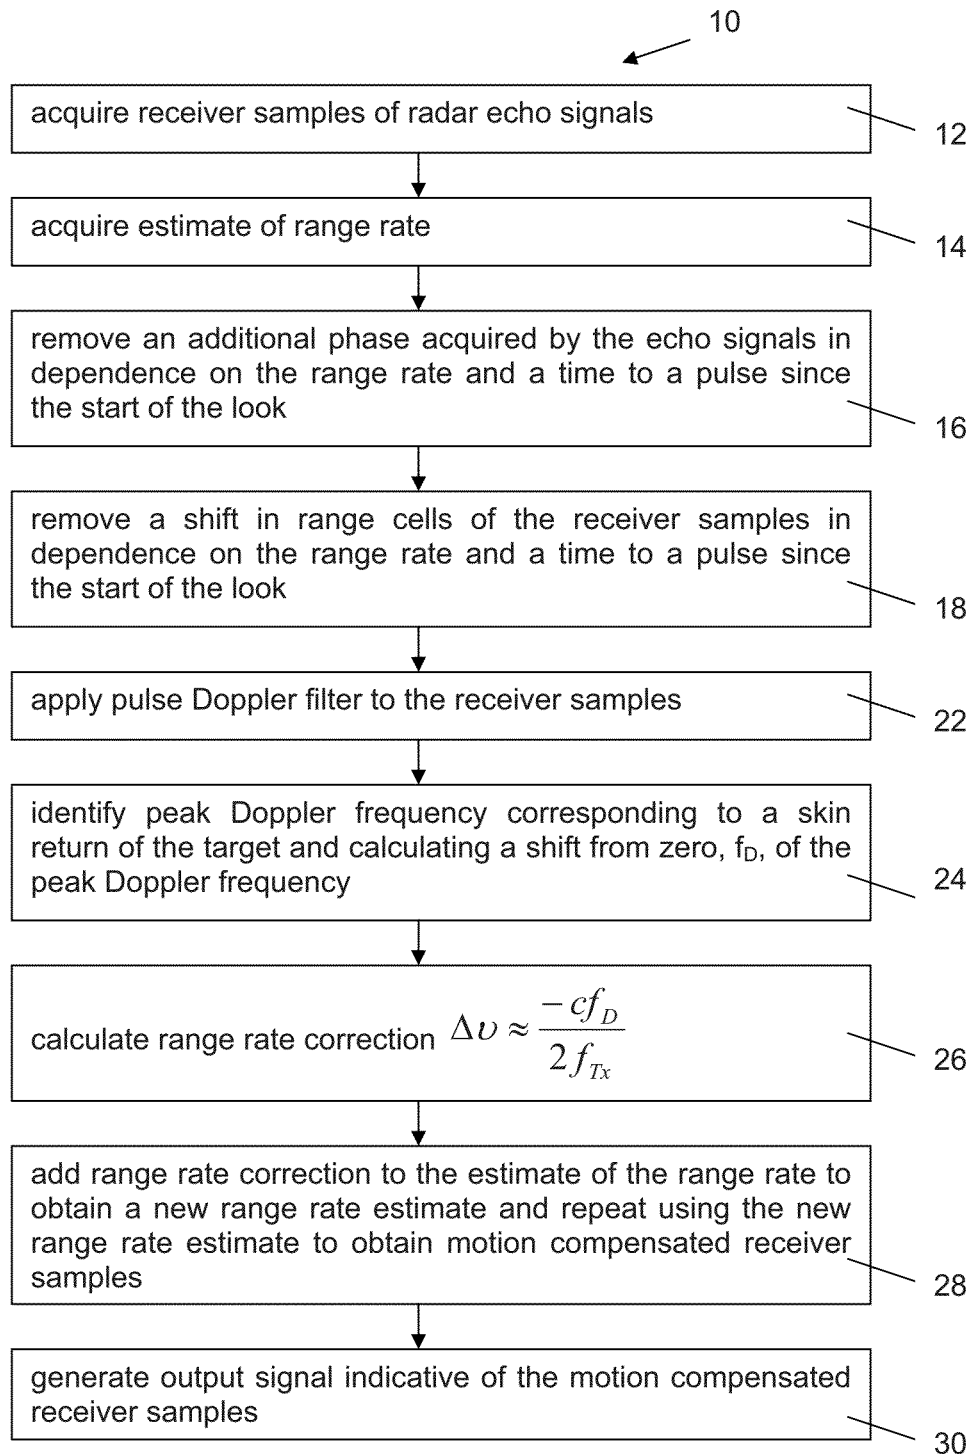 10
acquire receiver samples of radar echo signals
12
acquire estimate of range rate
14
remove an additional phase acquired by the echo signals in
dependence on the range rate and a time to a pulse since
the start of the look
16
remove a shift in range cells of the receiver samples in
dependence on the range rate and a time to a pulse since
the start of the look
18
apply pulse Doppler filter to the receiver samples
22
identify peak Doppler frequency corresponding to a skin
return of the target and calculating a shift from zero, f_D, of the
peak Doppler frequency
24
calculate range rate correction Δυ ≈ −cf_D / 2f_Tx
26
add range rate correction to the estimate of the range rate to
obtain a new range rate estimate and repeat using the new
range rate estimate to obtain motion compensated receiver
samples
28
generate output signal indicative of the motion compensated
receiver samples
30